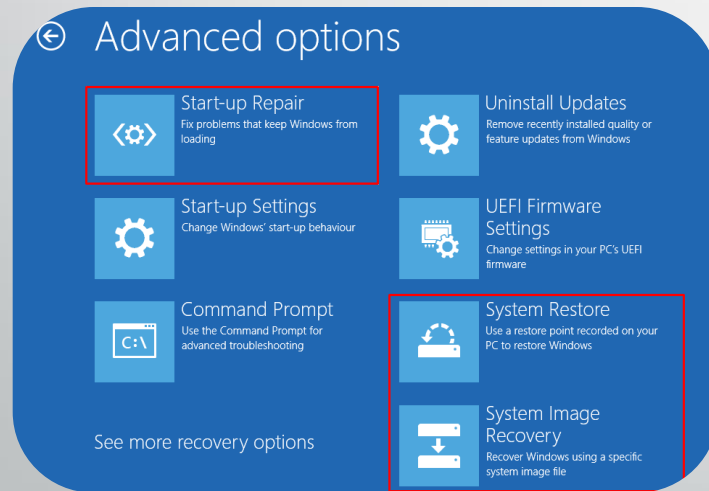 Advanced options
Start-up Repair
Fix problems that keep Windows from
loading
Start-up Settings
Change Windows' start-up behaviour
C:\
Command Prompt
Use the Command Prompt for
advanced troubleshooting
See more recovery options
Uninstall Updates
Remove recently installed quality or
feature updates from Windows
UEFI Firmware
Settings
Change settings in your PC's UEFI
firmware
System Restore
Use a restore point recorded on your
PC to restore Windows
System Image
Recovery
Recover Windows using a specific
system image file